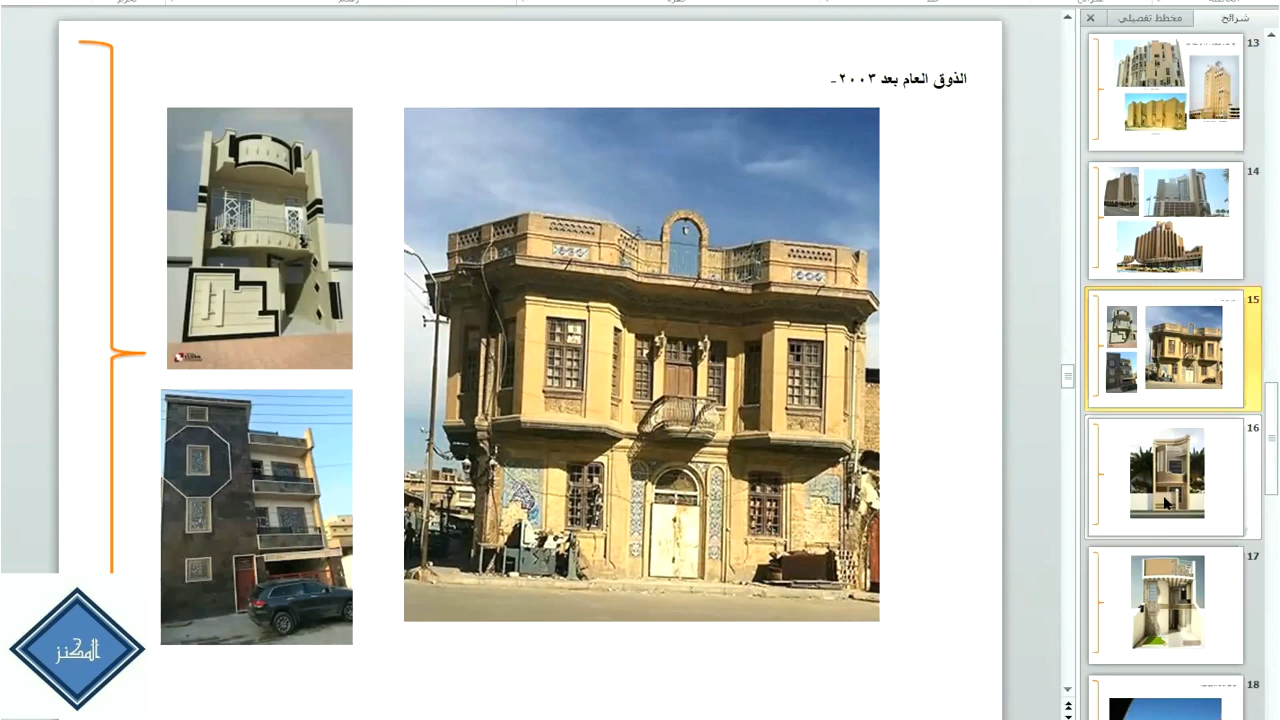 شرائح
مخطط تفصيلي
الذوق العام بعد ٢٠٠٣-
13
14
15
16
17
18
المكنز